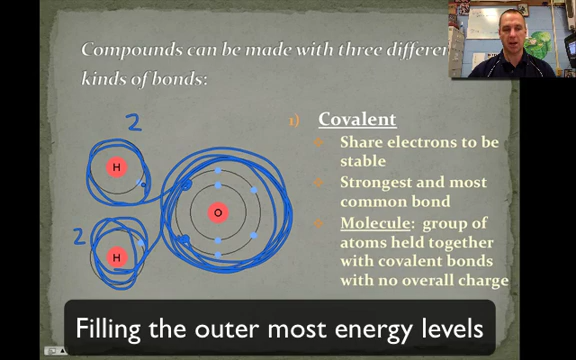 Compounds can be made with three differen
kinds of bonds:
2
H
2
H
O
1) Covalent
Share electrons to be
stable
Strongest and most
common bond
Molecule: group of
atoms held together
with covalent bonds
with no overall charge
Filling the outer most energy levels